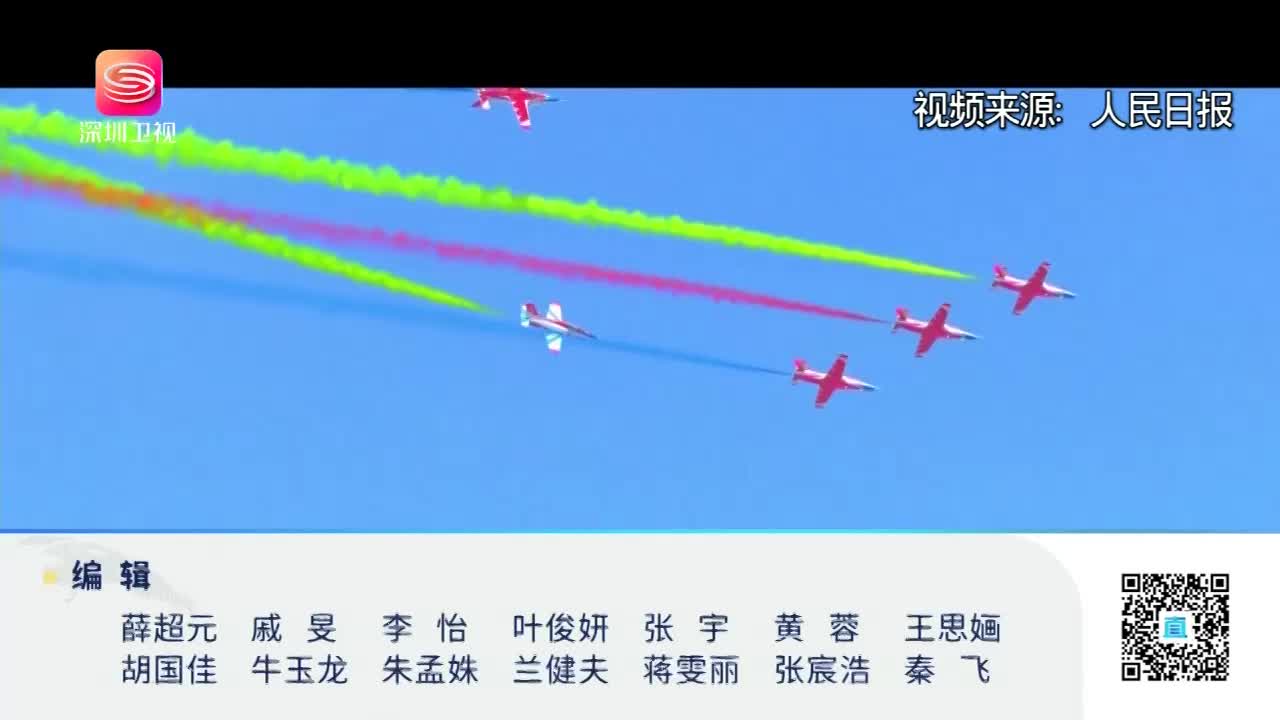 深圳卫视
视频来源: 人民日报
编辑
薛超元 戚旻 李怡 叶俊妍 张宇 黄蓉 王思婳
胡国佳 牛玉龙 朱孟姝 兰健夫 蒋雯丽 张宸浩 秦飞
直